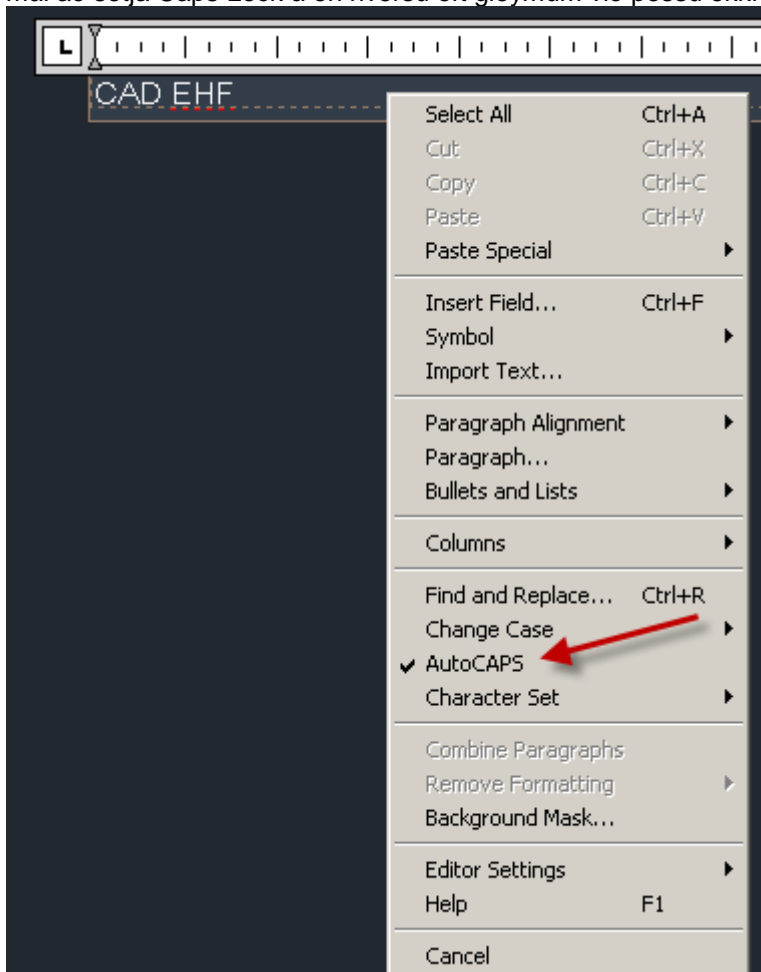 CAD EHF
Select All Ctrl+A
Cut Ctrl+X
Copy Ctrl+C
Paste Ctrl+V
Paste Special
Insert Field... Ctrl+F
Symbol
Import Text...
Paragraph Alignment
Paragraph...
Bullets and Lists
Columns
Find and Replace... Ctrl+R
Change Case
AutoCAPS
Character Set
Combine Paragraphs
Remove Formatting
Background Mask...
Editor Settings
Help F1
Cancel